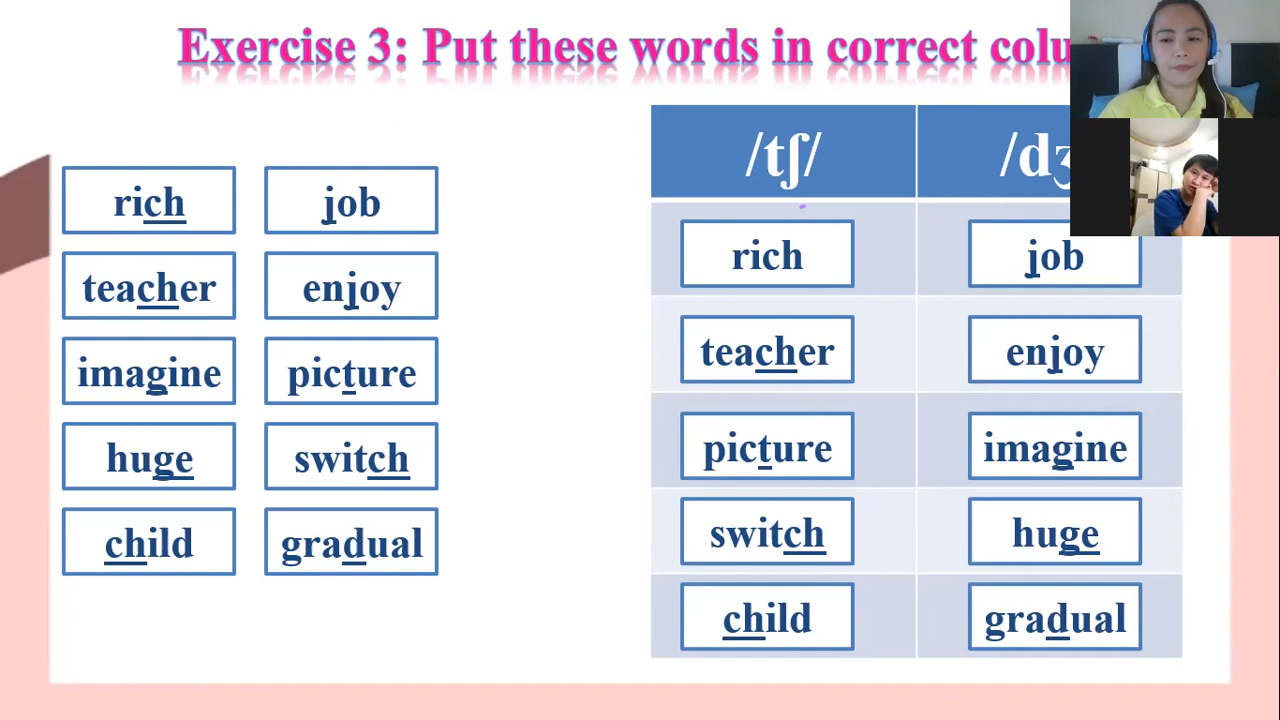 Exercise 3: Put these words in correct colu
/tʃ/ /dʒ
rich job
teacher enjoy
imagine picture
huge switch
child gradual
rich job
teacher enjoy
picture imagine
switch huge
child gradual